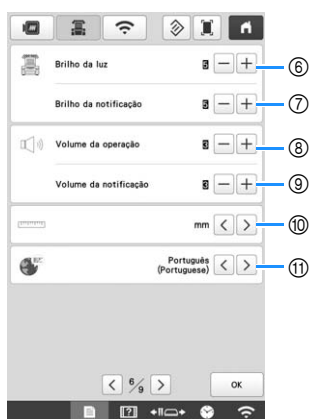 Brilho da luz 5 − + ⑥
Brilho da notificação 5 − + ⑦
Volume da operação 3 − + ⑧
Volume da notificação 3 − + ⑨
mm < > ⑩
Português
(Portuguese) < > ⑪
ABC
< 6/9 > OK
?